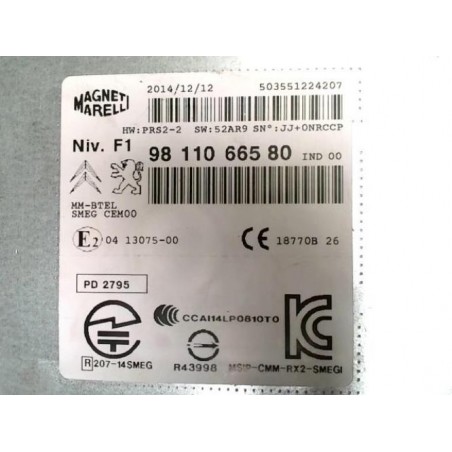 MAGNETI MARELLI
2014/12/12 503551224207
HW:PRS2-2 SW:52AR9 SN°:JJ+0NRCCP
Niv. F1 98 110 665 80 IND 00
MM-BTEL
SMEG CEM00
E2 04 13075-00 CE 18770B 26
PD 2795
CCAI14LP0810T0
R 207-14SMEG R43998 MSIP-CMM-RX2-SMEGI